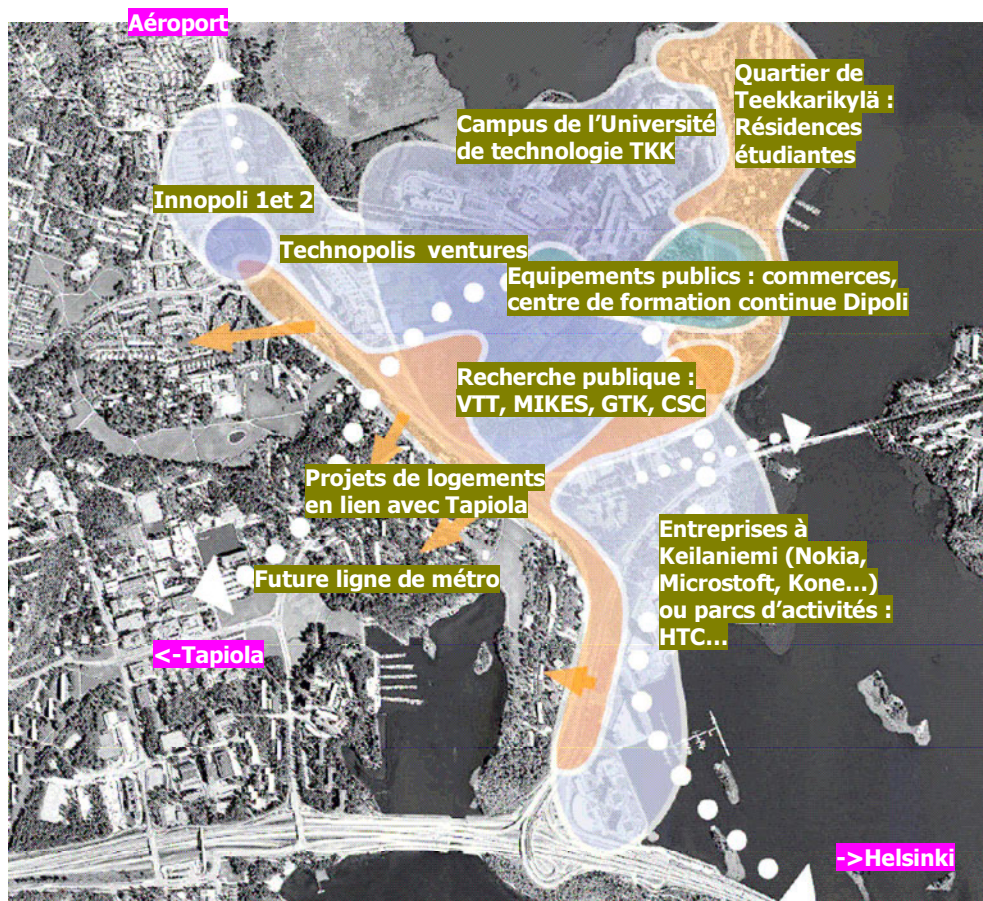 Aéroport
Quartier de
Teekkarikylä :
Résidences
étudiantes
Campus de l'Université
de technologie TKK
Innopoli 1et 2
Technopolis ventures
Equipements publics : commerces,
centre de formation continue Dipoli
Recherche publique :
VTT, MIKES, GTK, CSC
Projets de logements
en lien avec Tapiola
Entreprises à
Keilaniemi (Nokia,
Microstoft, Kone...)
ou parcs d'activités :
HTC...
Future ligne de métro
<-Tapiola
->Helsinki